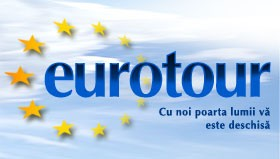 eurotour
Cu noi poarta lumii vă
este deschisă